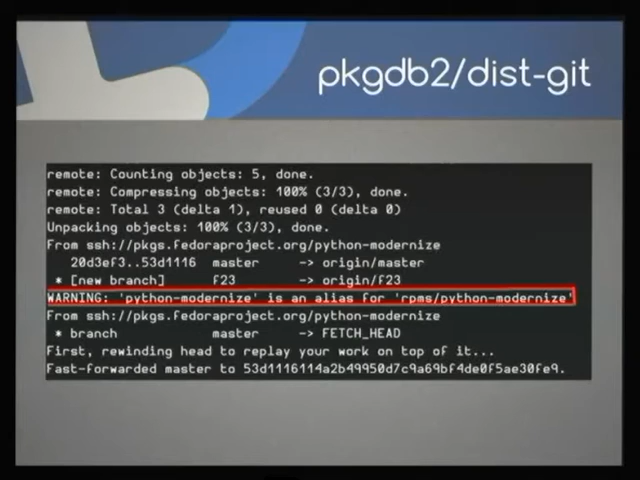 pkgdb2/dist-git
remote: Counting objects: 5, done.
remote: Compressing objects: 100% (3/3), done.
remote: Total 3 (delta 1), reused 0 (delta 0)
Unpacking objects: 100% (3/3), done.
From ssh://pkgs.fedoraproject.org/python-modernize
20d3ef3..53d1116 master -> origin/master
* [new branch] f23 -> origin/f23
WARNING: 'python-modernize' is an alias for 'rpms/python-modernize'
From ssh://pkgs.fedoraproject.org/python-modernize
* branch master -> FETCH_HEAD
First, rewinding head to replay your work on top of it...
Fast-forwarded master to 53d1116114a2b49950d7c9a69bf4de0f5ae30fe9.